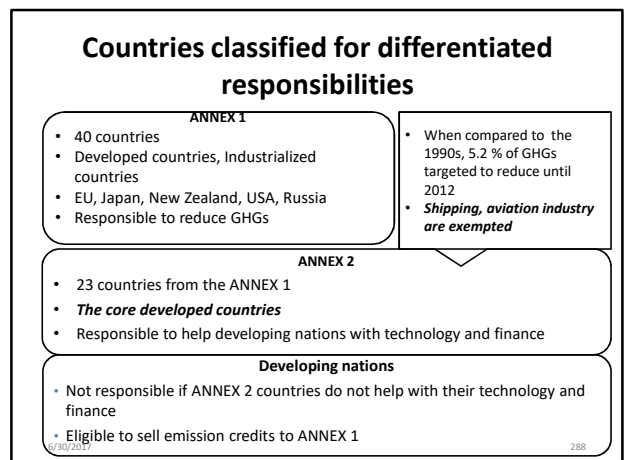 Countries classified for differentiated
responsibilities
ANNEX 1
• 40 countries
• Developed countries, Industrialized
countries
• EU, Japan, New Zealand, USA, Russia
• Responsible to reduce GHGs
• When compared to the
1990s, 5.2 % of GHGs
targeted to reduce until
2012
• Shipping, aviation industry
are exempted
ANNEX 2
• 23 countries from the ANNEX 1
• The core developed countries
• Responsible to help developing nations with technology and finance
Developing nations
• Not responsible if ANNEX 2 countries do not help with their technology and
finance
• Eligible to sell emission credits to ANNEX 1
6/30/2017
288